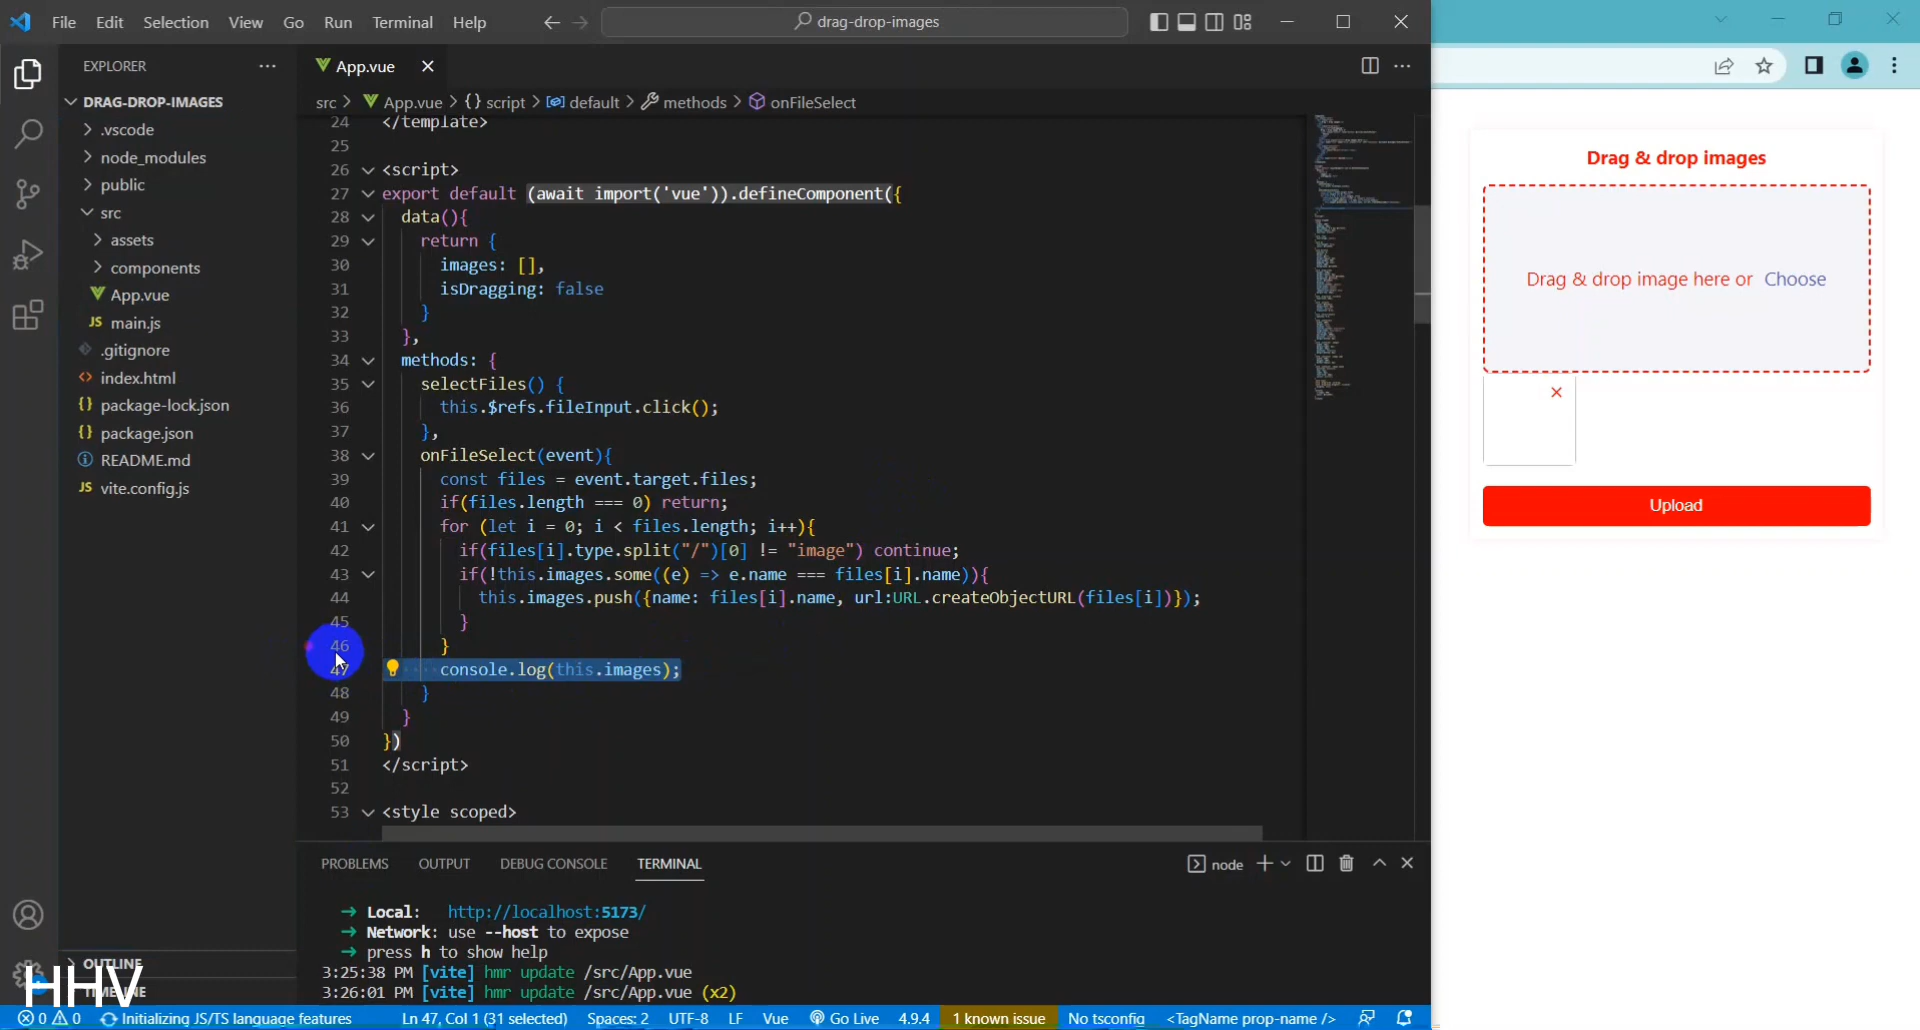 File Edit Selection View Go Run Terminal Help
drag-drop-images
EXPLORER
DRAG-DROP-IMAGES
.vscode
node_modules
public
src
assets
components
App.vue
main.js
.gitignore
index.html
package-lock.json
package.json
README.md
vite.config.js
OUTLINE
HHV
App.vue
src > App.vue > {} script > default > methods > onFileSelect
24 </template>
25
26 <script>
27 export default (await import('vue')).defineComponent({
28 data(){
29 return {
30 images: [],
31 isDragging: false
32 }
33 },
34 methods: {
35 selectFiles() {
36 this.$refs.fileInput.click();
37 },
38 onFileSelect(event){
39 const files = event.target.files;
40 if(files.length === 0) return;
41 for (let i = 0; i < files.length; i++){
42 if(files[i].type.split("/")[0] != "image") continue;
43 if(!this.images.some((e) => e.name === files[i].name)){
44 this.images.push({name: files[i].name, url:URL.createObjectURL(files[i])});
45 }
46 }
47 console.log(this.images);
48 }
49 }
50 })
51 </script>
52
53 <style scoped>
PROBLEMS OUTPUT DEBUG CONSOLE TERMINAL
node
→ Local: http://localhost:5173/
→ Network: use --host to expose
→ press h to show help
3:25:38 PM [vite] hmr update /src/App.vue
3:26:01 PM [vite] hmr update /src/App.vue (x2)
0 0 Initializing JS/TS language features Ln 47, Col 1 (31 selected) Spaces: 2 UTF-8 LF Vue Go Live 4.9.4 1 known issue No tsconfig <TagName prop-name />
Drag & drop images
Drag & drop image here or Choose
×
Upload